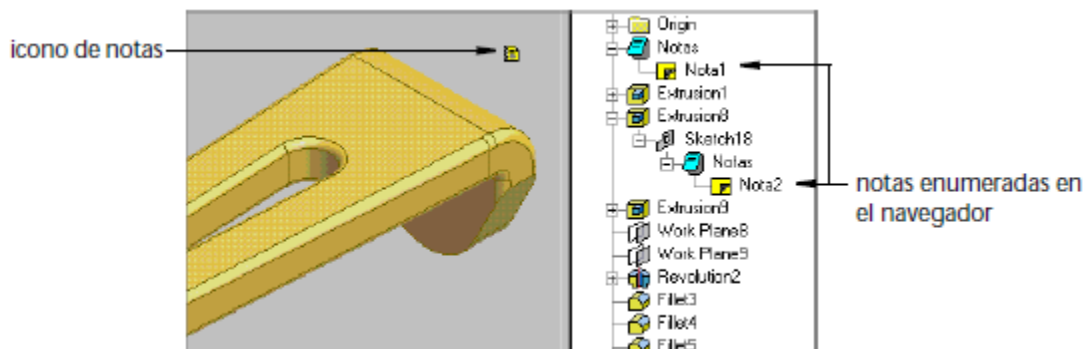 icono de notas
Origin
Notas
Nota1
Extrusion1
Extrusion8
Sketch18
Notas
Nota2
Extrusion9
Work Plane8
Work Plane9
Revolution2
Fillet3
Fillet4
Fillet5
notas enumeradas en
el navegador